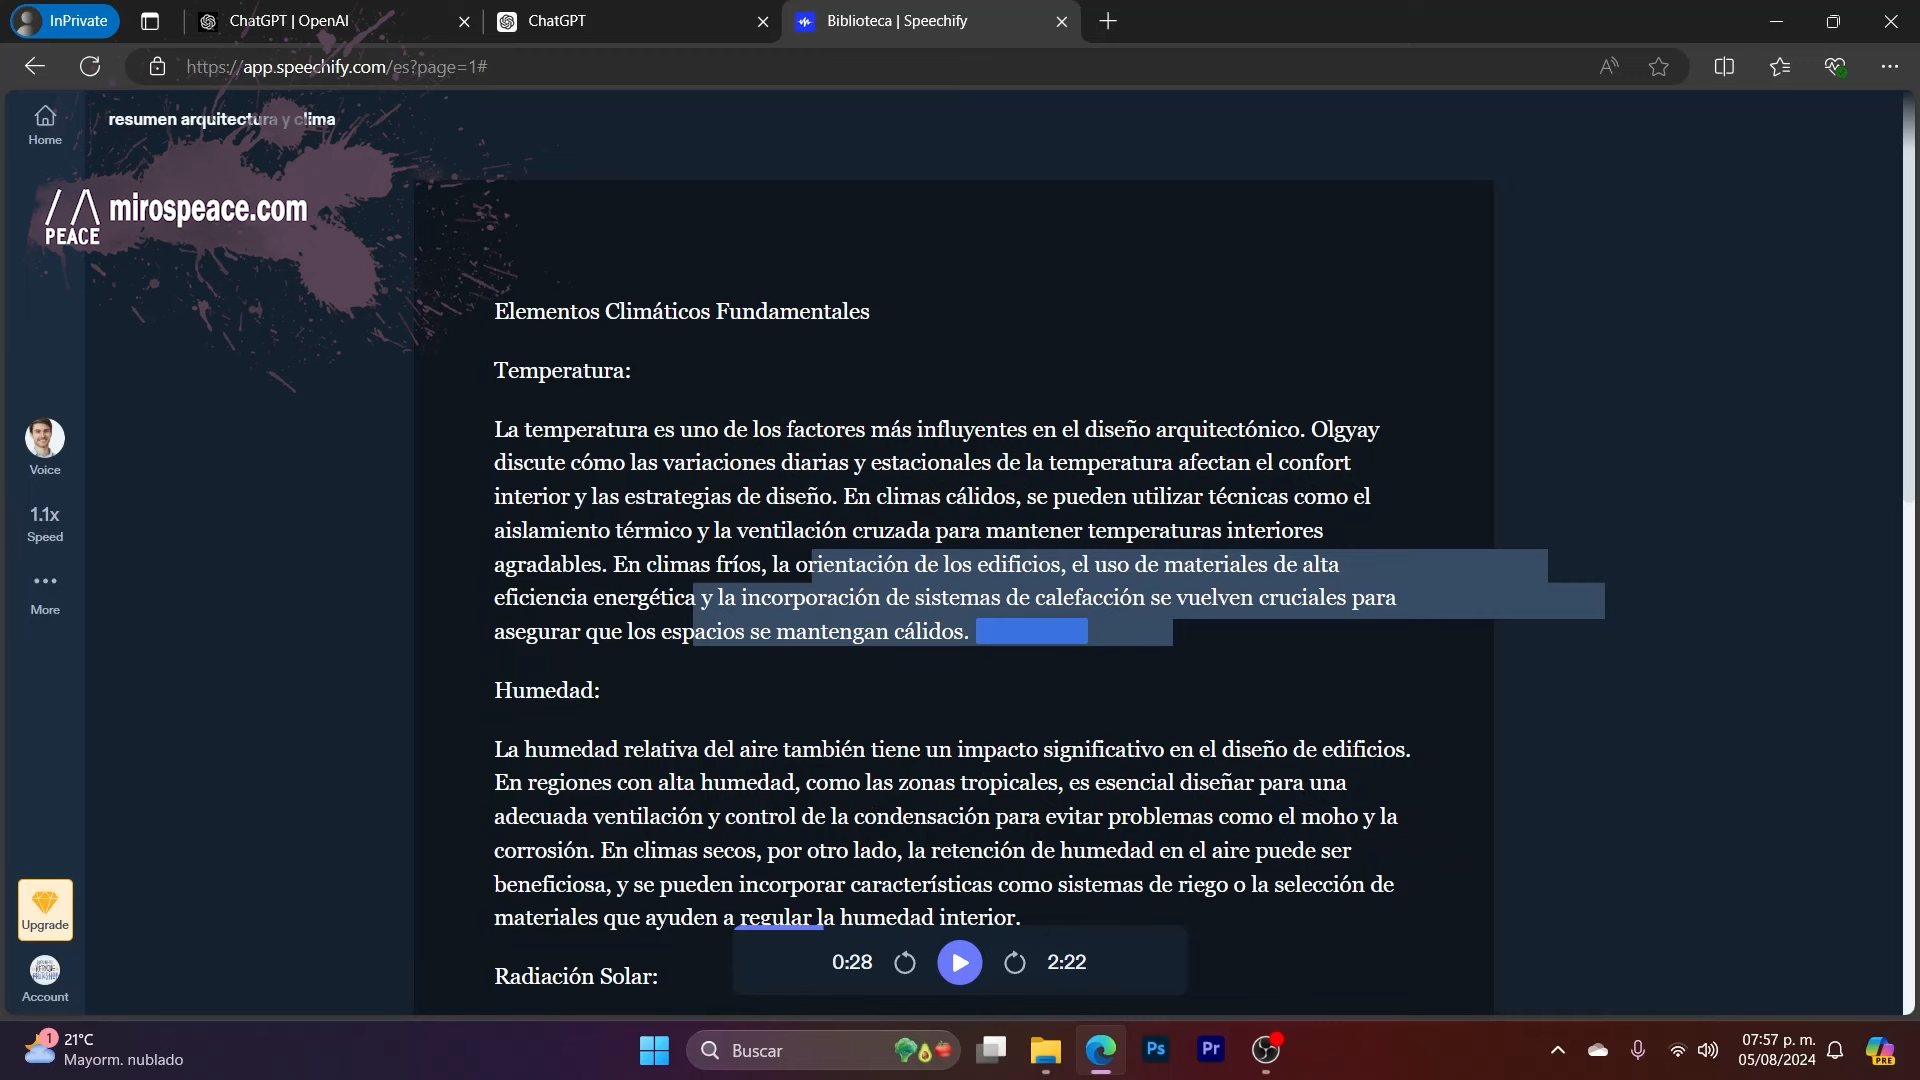 InPrivate
ChatGPT | OpenAI
ChatGPT
Biblioteca | Speechify
https://app.speechify.com/es?page=1#
Home
resumen arquitectura y clima
PEACE
mirospeace.com
Elementos Climáticos Fundamentales
Temperatura:
La temperatura es uno de los factores más influyentes en el diseño arquitectónico. Olgyay
discute cómo las variaciones diarias y estacionales de la temperatura afectan el confort
interior y las estrategias de diseño. En climas cálidos, se pueden utilizar técnicas como el
aislamiento térmico y la ventilación cruzada para mantener temperaturas interiores
agradables. En climas fríos, la orientación de los edificios, el uso de materiales de alta
eficiencia energética y la incorporación de sistemas de calefacción se vuelven cruciales para
asegurar que los espacios se mantengan cálidos.
Humedad:
La humedad relativa del aire también tiene un impacto significativo en el diseño de edificios.
En regiones con alta humedad, como las zonas tropicales, es esencial diseñar para una
adecuada ventilación y control de la condensación para evitar problemas como el moho y la
corrosión. En climas secos, por otro lado, la retención de humedad en el aire puede ser
beneficiosa, y se pueden incorporar características como sistemas de riego o la selección de
materiales que ayuden a regular la humedad interior.
Radiación Solar:
Voice
1.1x
Speed
More
Upgrade
Account
0:28
2:22
1
21°C
Mayorm. nublado
Buscar
Ps
Pr
07:57 p. m.
05/08/2024
PRE